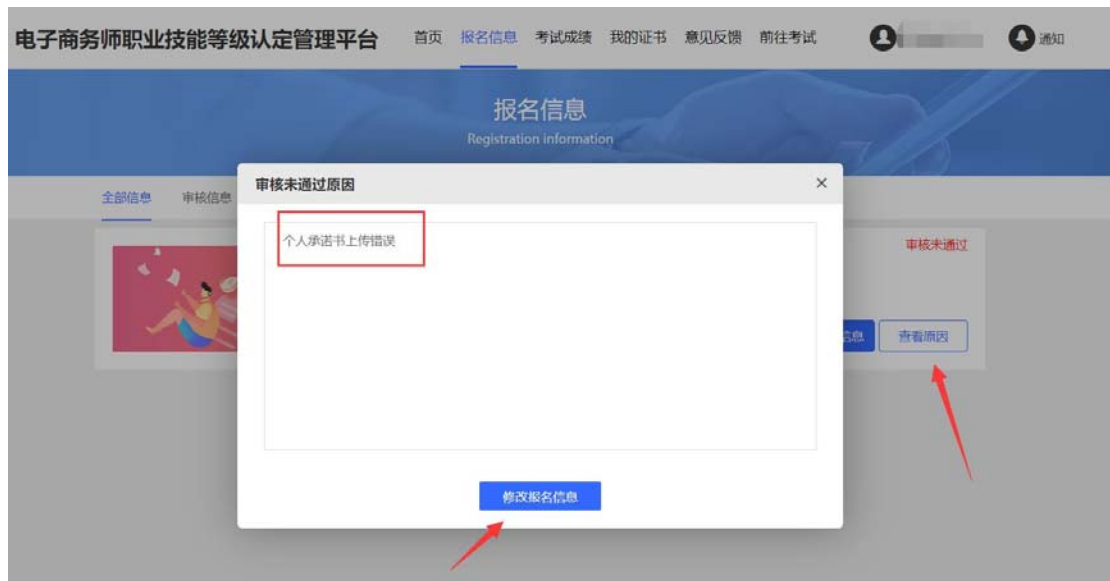 电子商务师职业技能等级认定管理平台 首页 报名信息 考试成绩 我的证书 意见反馈 前往考试 通知
报名信息
Registration information
全部信息 审核信息
审核未通过原因 ×
个人承诺书上传错误
审核未通过
信息 查看原因
修改报名信息